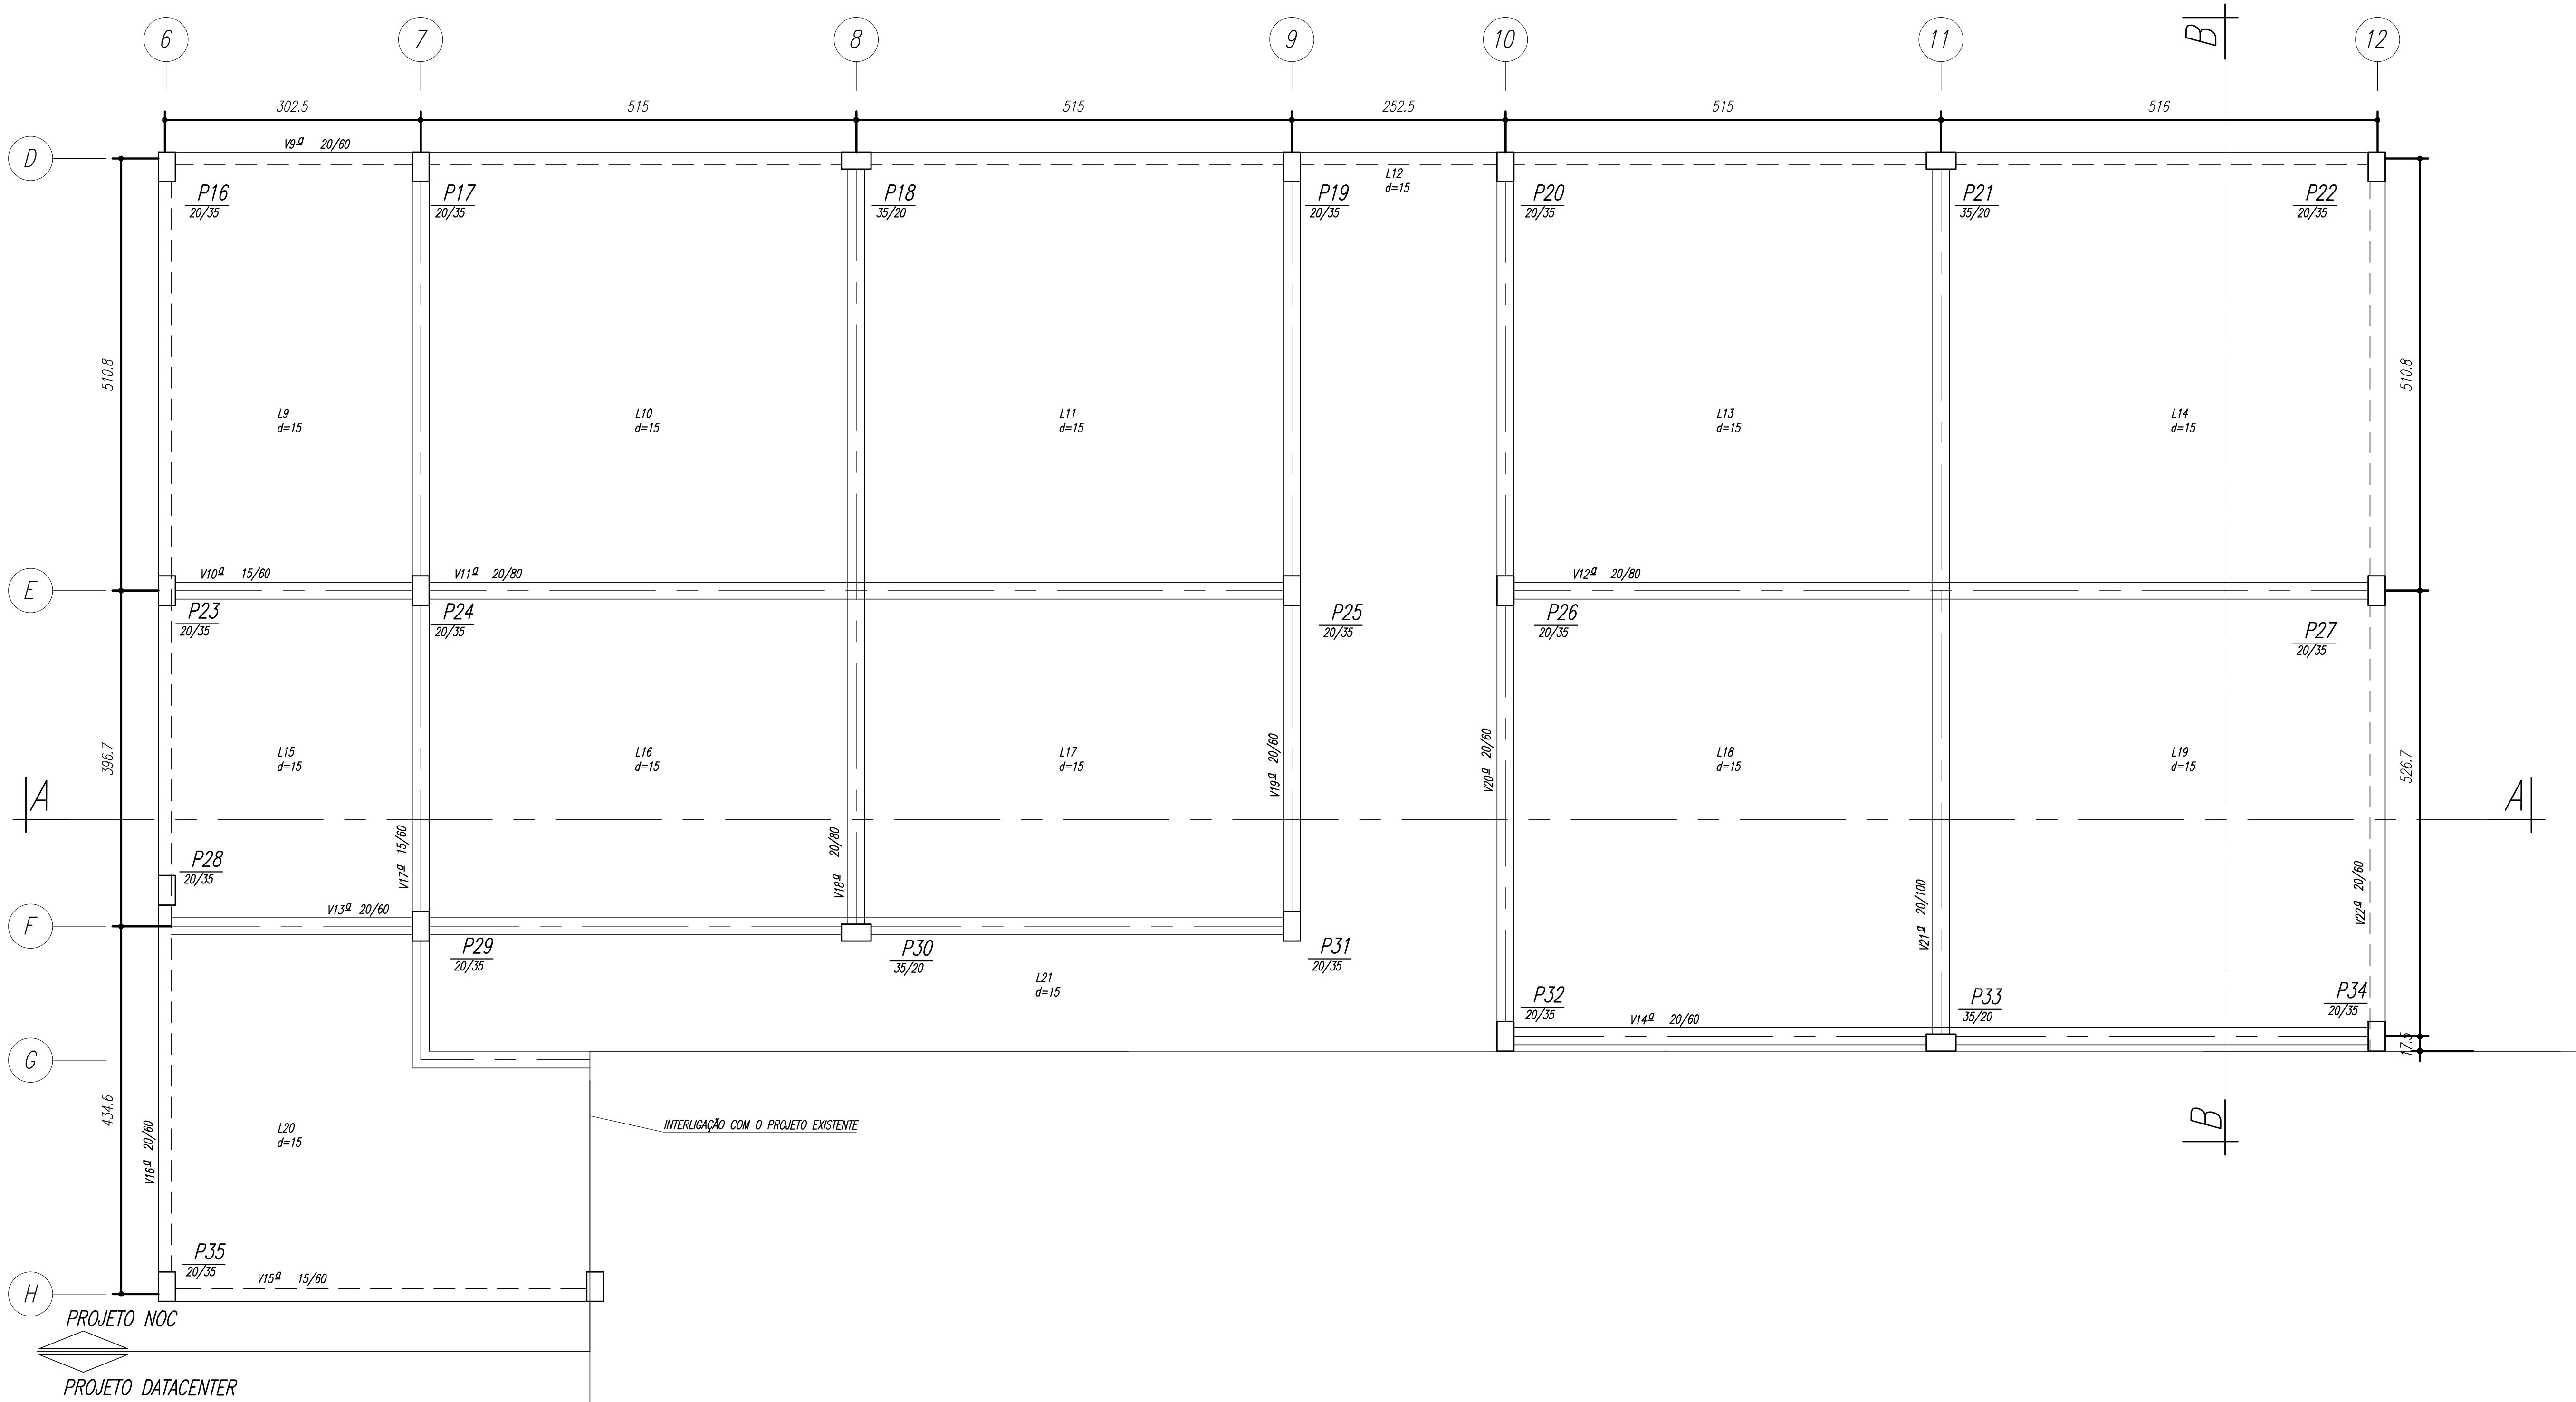 6 7 8 9 10 11 12
B
302.5 515 515 252.5 515 516
D
V9ª 20/60
L12
d=15
P16
20/35
P17
20/35
P18
35/20
P19
20/35
P20
20/35
P21
35/20
P22
20/35
510.8
510.8
L9
d=15
L10
d=15
L11
d=15
L13
d=15
L14
d=15
E
V10ª 15/60
V11ª 20/80
V12ª 20/80
P23
20/35
P24
20/35
P25
20/35
P26
20/35
P27
20/35
396.7
526.7
L15
d=15
L16
d=15
L17
d=15
L18
d=15
L19
d=15
V19ª 20/60
V20ª 20/60
A
A
V17ª 15/60
V18ª 20/80
V21ª 20/100
V22ª 20/60
P28
20/35
F
V13ª 20/60
P29
20/35
P30
35/20
P31
20/35
L21
d=15
P32
20/35
P33
35/20
P34
20/35
V14ª 20/60
17.5
G
434.6
L20
d=15
INTERLIGAÇÃO COM O PROJETO EXISTENTE
B
V16ª 20/60
P35
20/35
V15ª 15/60
H
PROJETO NOC
PROJETO DATACENTER